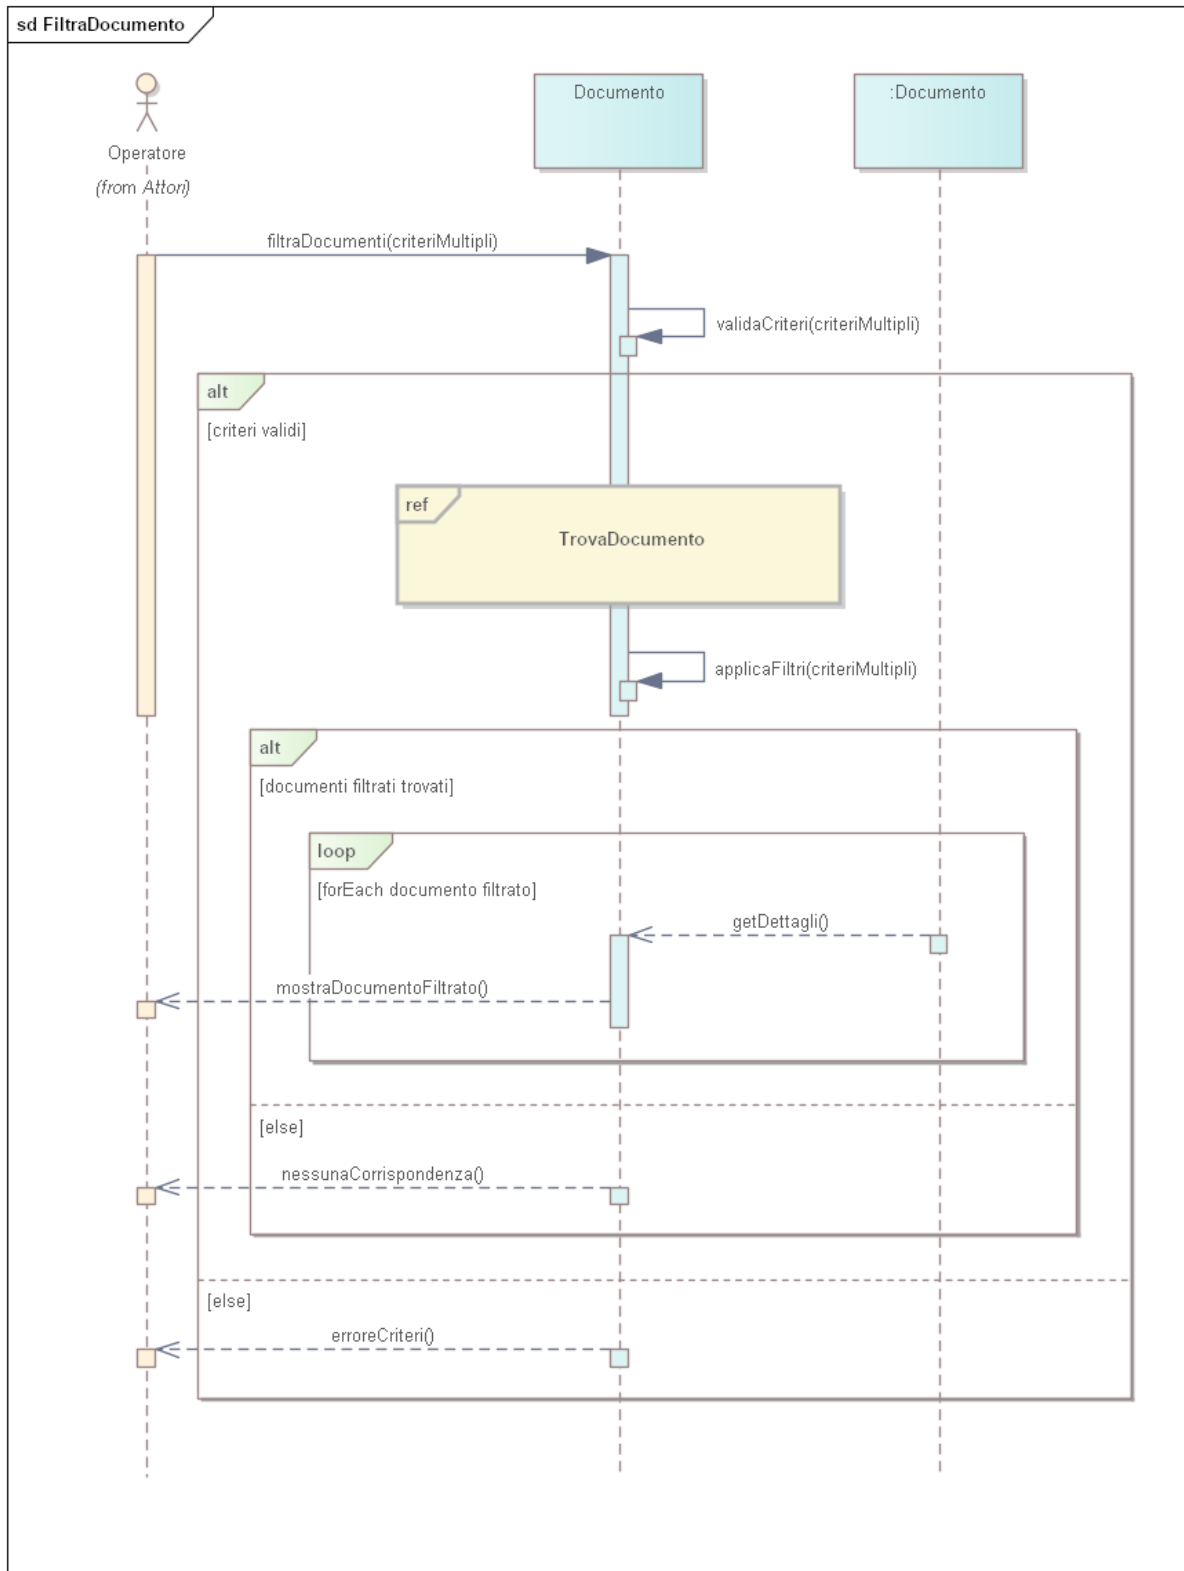 sd FiltraDocumento
Documento
:Documento
Operatore
(from Attori)
filtraDocumenti(criteriMultipli)
validaCriteri(criteriMultipli)
alt
[criteri validi]
ref
TrovaDocumento
applicaFiltri(criteriMultipli)
alt
[documenti filtrati trovati]
loop
[forEach documento filtrato]
getDettagli()
mostraDocumentoFiltrato()
[else]
nessunaCorrispondenza()
[else]
erroreCriteri()